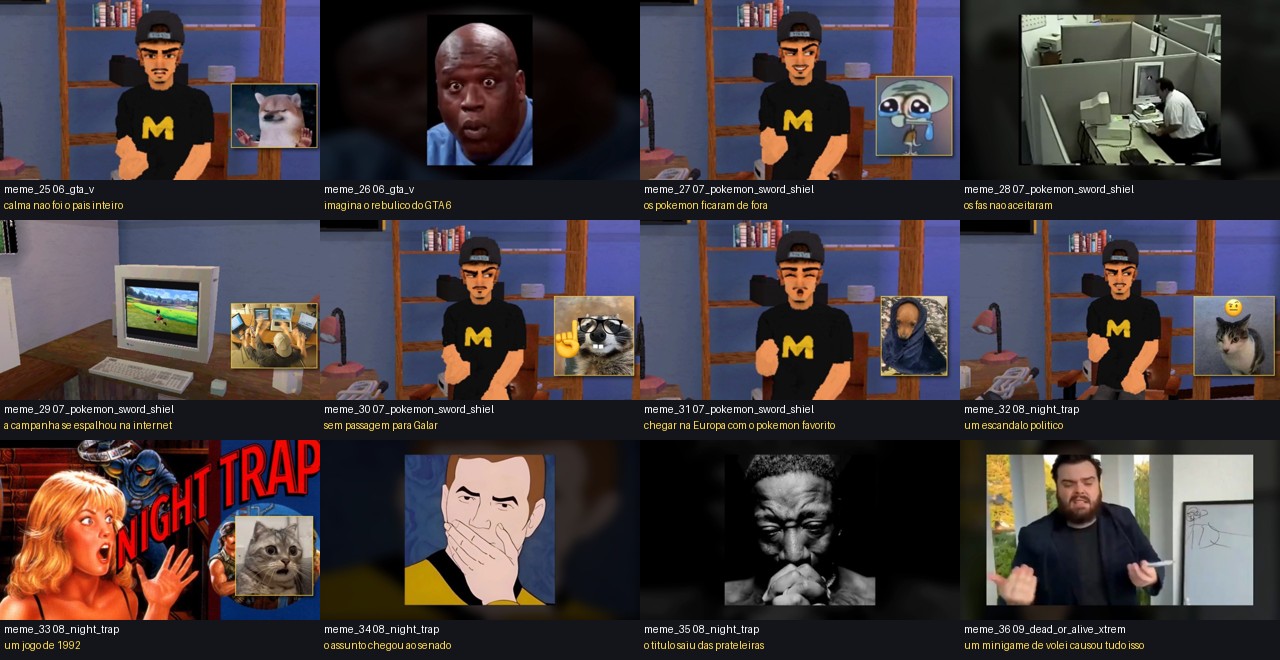 M
M
meme_25 06_gta_v
calma nao foi o pais inteiro
meme_26 06_gta_v
imagina o rebulico do GTA 6
meme_27 07_pokemon_sword_shiel
os pokemon ficaram de fora
meme_28 07_pokemon_sword_shiel
os fas nao aceitaram
M
M
M
meme_29 07_pokemon_sword_shiel
a campanha se espalhou na internet
meme_30 07_pokemon_sword_shiel
sem passagem para Galar
meme_31 07_pokemon_sword_shiel
chegar na Europa com o pokemon favorito
meme_32 08_night_trap
um escandalo politico
NIGHT TRAP
NIGHT TRAP
meme_33 08_night_trap
um jogo de 1992
meme_34 08_night_trap
o assunto chegou ao senado
meme_35 08_night_trap
o titulo saiu das prateleiras
meme_36 09_dead_or_alive_xtrem
um minigame de volei causou tudo isso